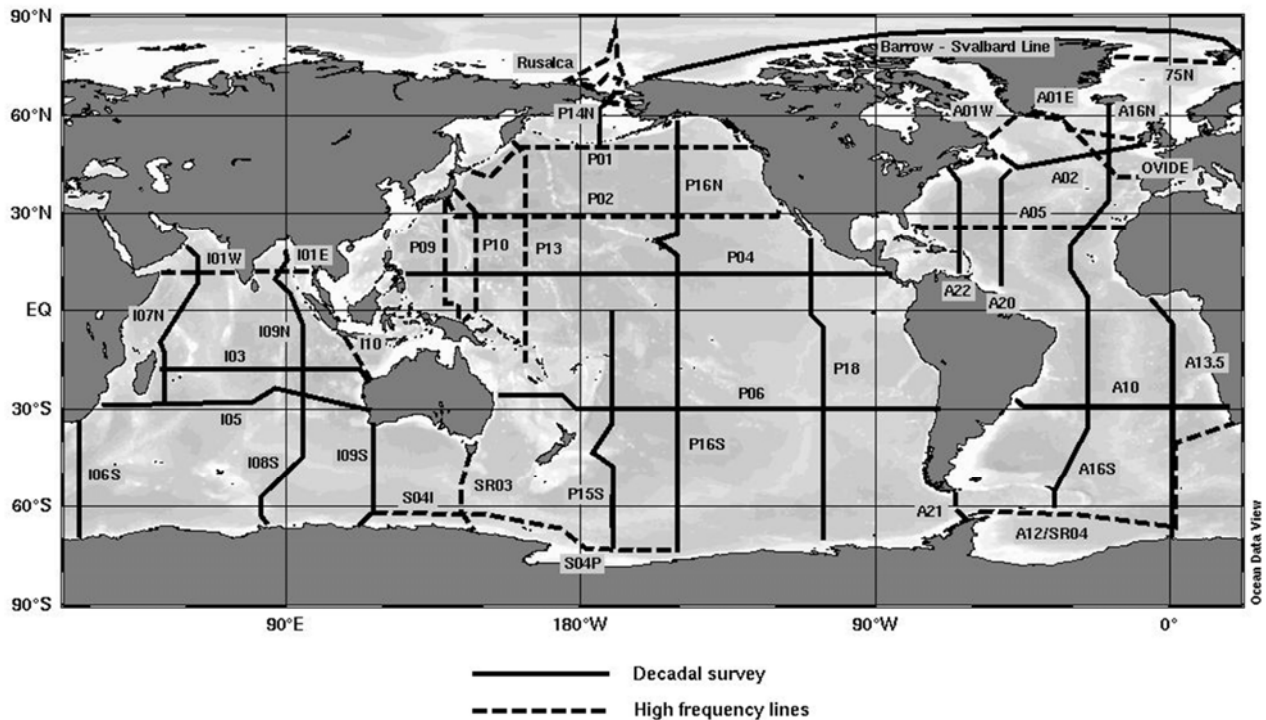 90°N
Rusalca
Barrow - Svalbard Line
75N
60°N
P14N
A01W
A01E
A16N
P01
OVIDE
A02
P16N
P02
30°N
A05
I01W
I01E
P09
P10
P13
P04
A22
A20
EQ
I07N
I09N
I10
I03
P18
A13.5
P06
A10
30°S
I05
P16S
I06S
I08S
I09S
S04I
SR03
P15S
A16S
60°S
A21
A12/SR04
S04P
90°S
90°E
180°W
90°W
0°
Ocean Data View
Decadal survey
High frequency lines